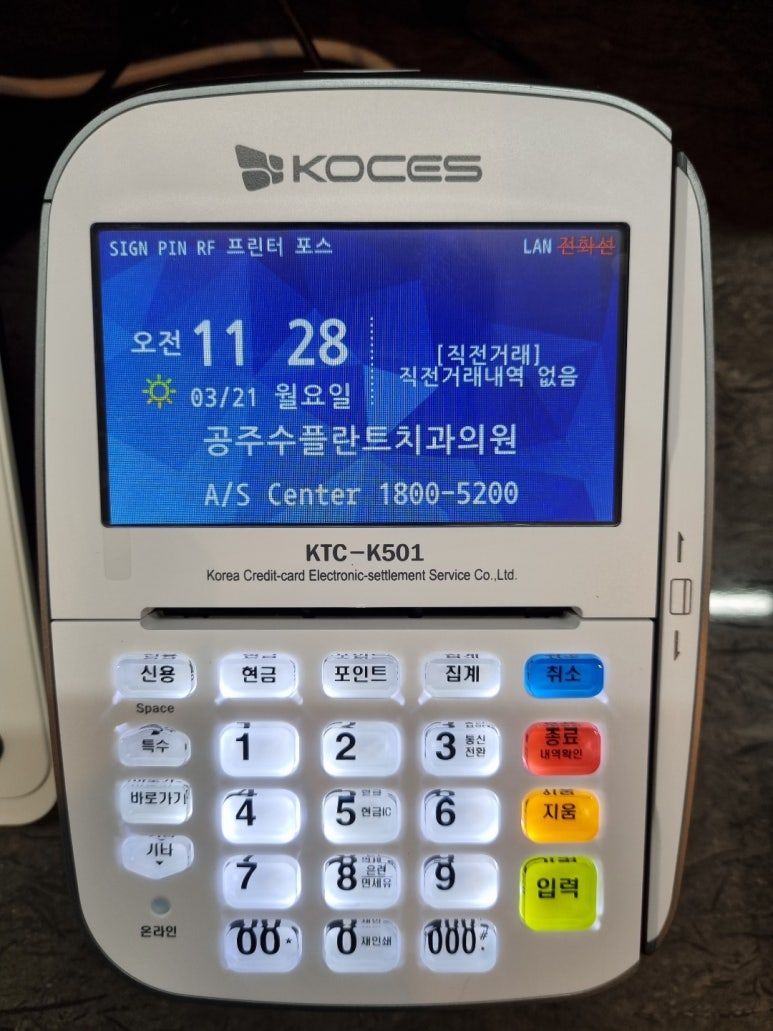 KOCES
SIGN PIN RF 프린터 포스 LAN 전화선
오전 11 28
03/21 월요일
[직전거래]
직전거래내역 없음
공주수플란트치과의원
A/S Center 1800-5200
KTC-K501
Korea Credit-card Electronic-settlement Service Co.,Ltd.
신용 현금 포인트 집계 취소
Space
특수 1 2 3 통신전환 종료 내역확인
바로가기 4 5 현금IC 6 지움
기타 7 8 은련 면세유 9 입력
온라인 00* 0 재인쇄 000#